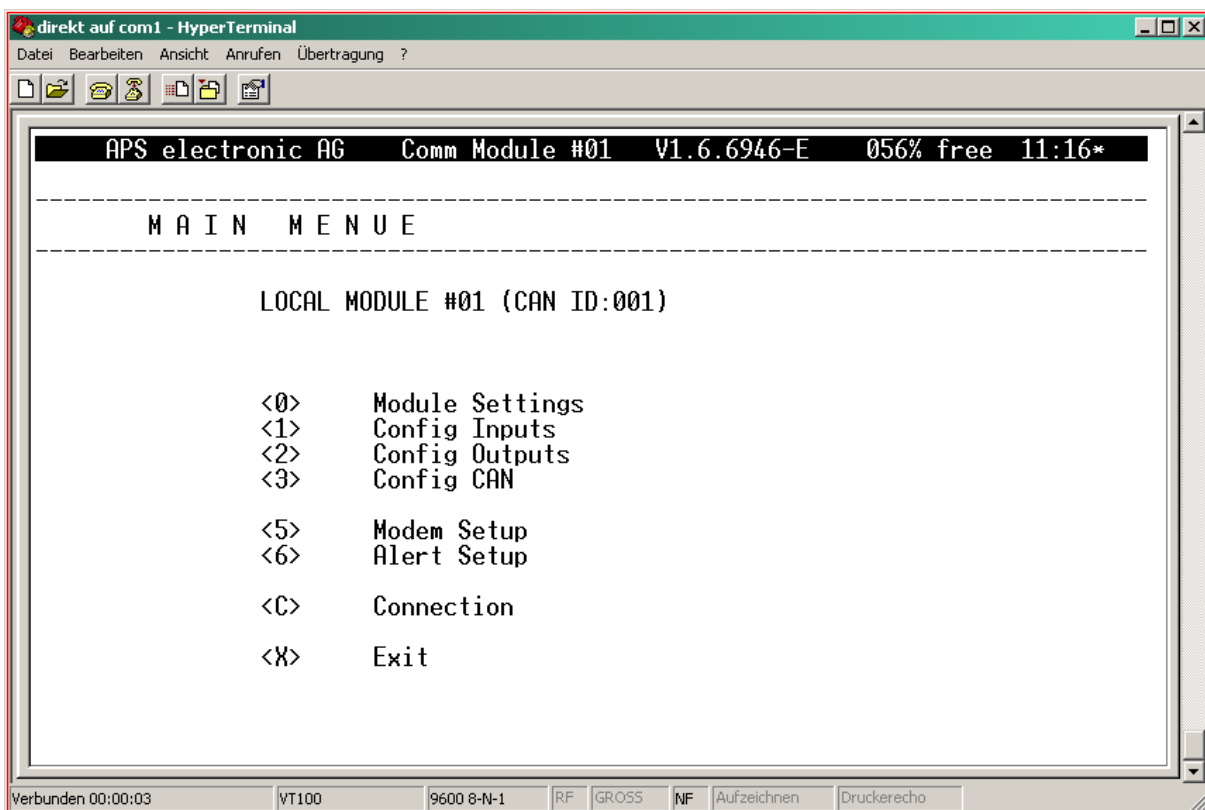 direkt auf com1 - HyperTerminal
Datei Bearbeiten Ansicht Anrufen Übertragung ?
APS electronic AG Comm Module #01 V1.6.6946-E 056% free 11:16*
M A I N M E N U E
LOCAL MODULE #01 (CAN ID:001)
<0> Module Settings
<1> Config Inputs
<2> Config Outputs
<3> Config CAN
<5> Modem Setup
<6> Alert Setup
<C> Connection
<X> Exit
Verbunden 00:00:03 VT100 9600 8-N-1 RF GROSS NF Aufzeichnen Druckerecho